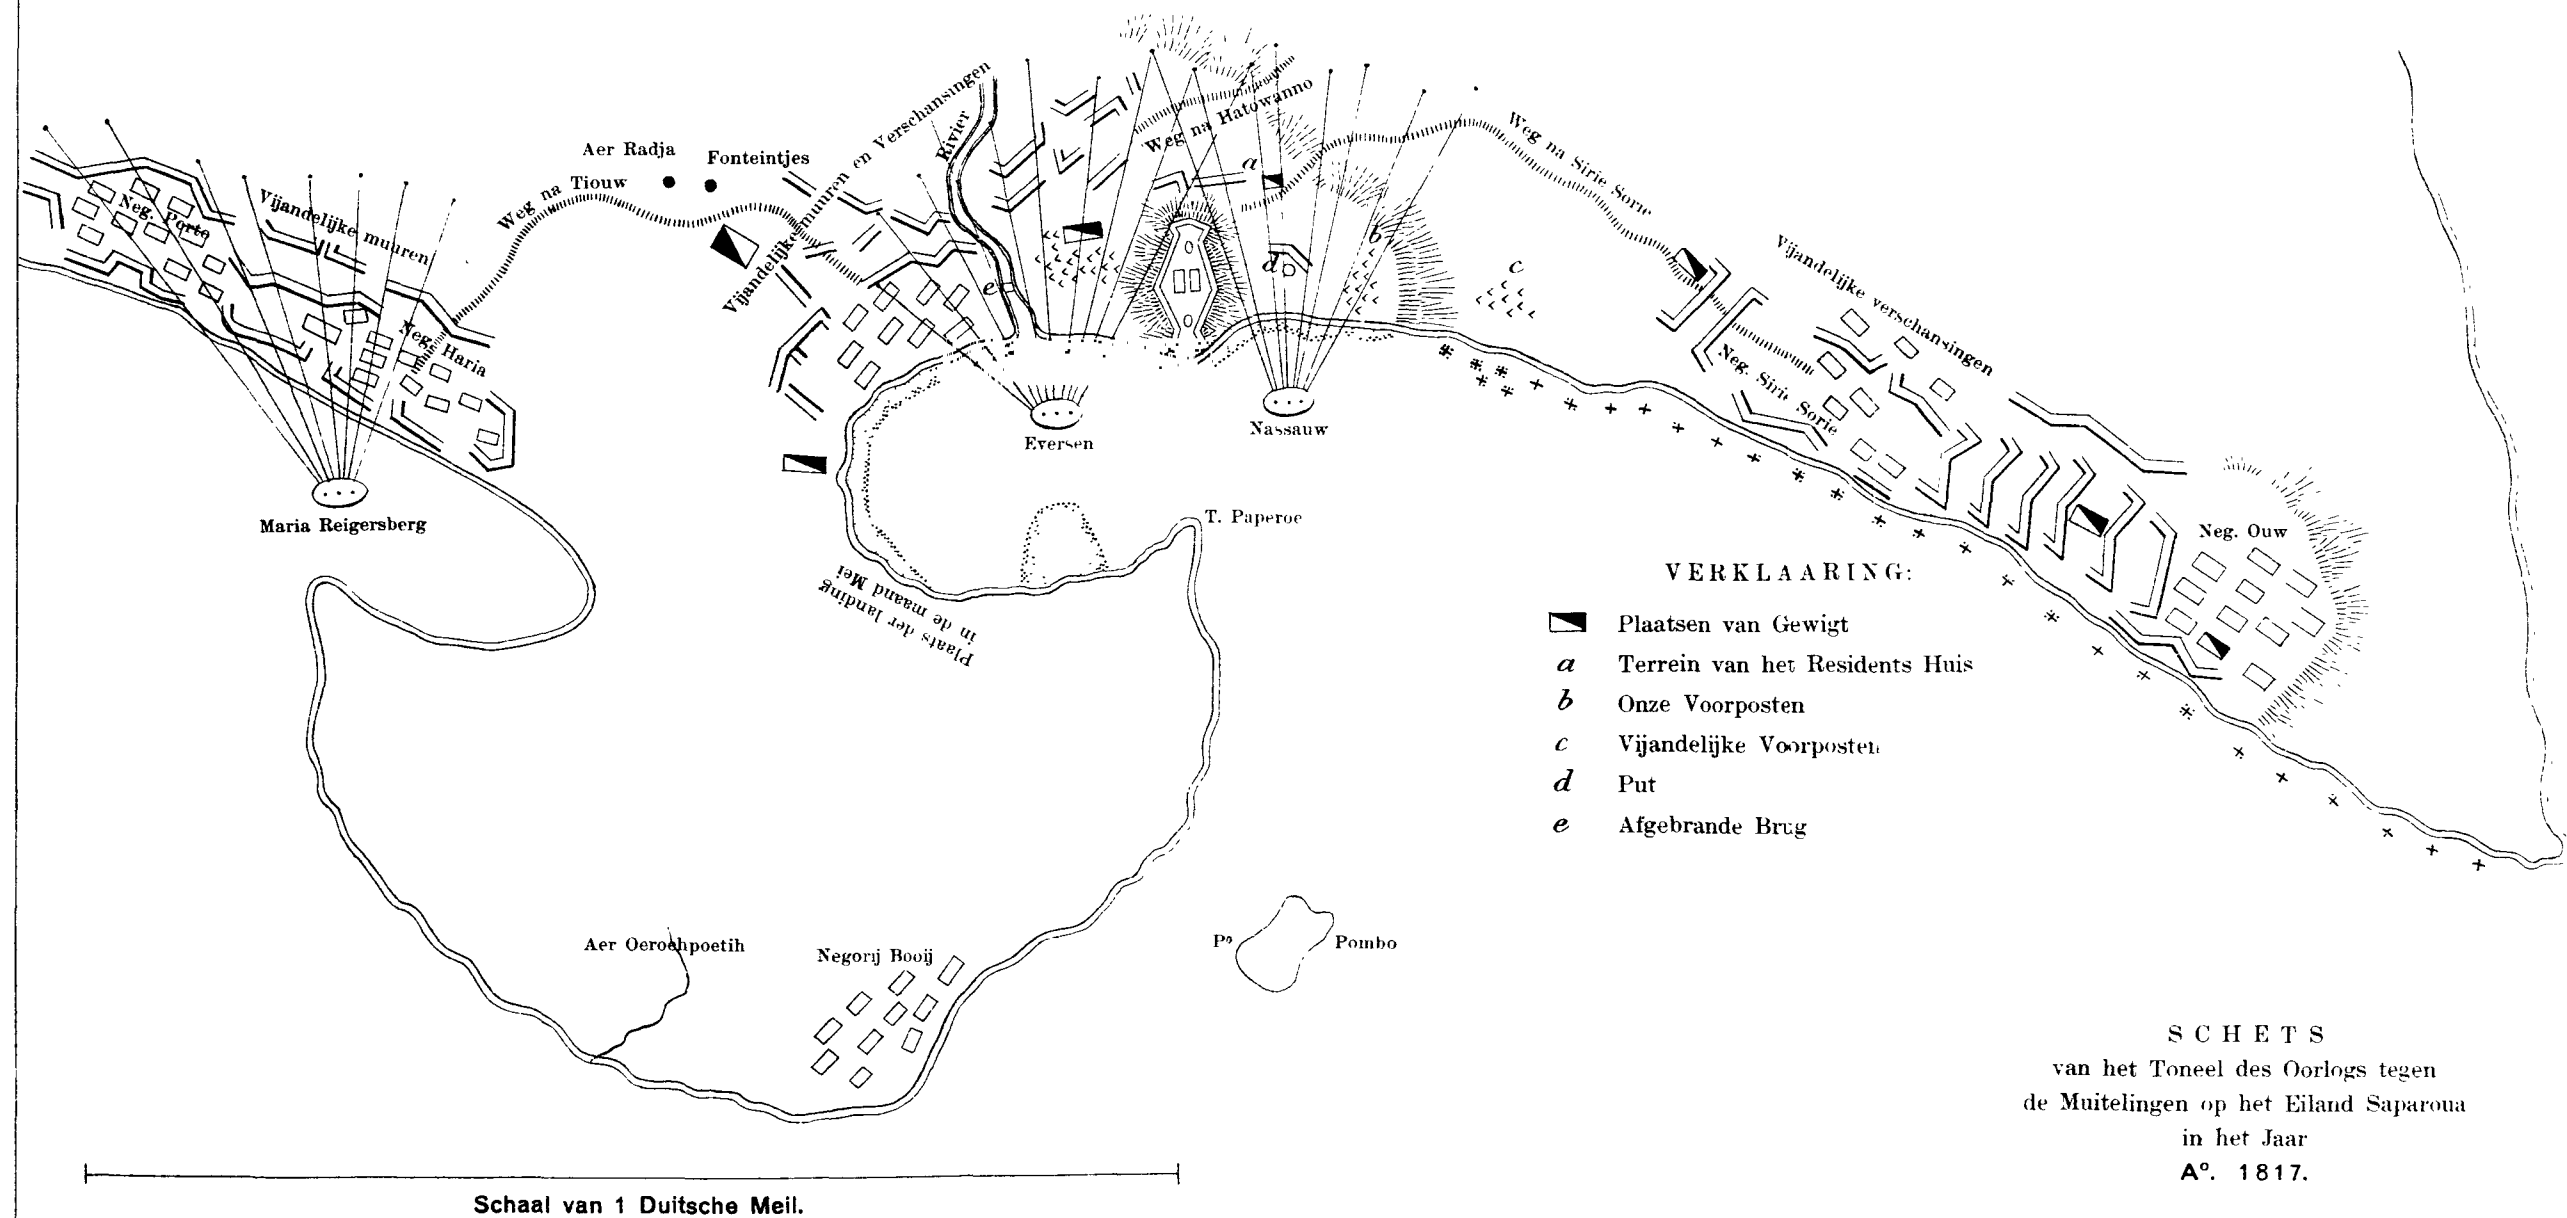 Neg. Porto
Vijandelijke muuren
Neg. Haria
Maria Reigersberg
Weg na Tiouw
Aer Radja
Fonteintjes
Vijandelijke muuren en Verschansingen
Rivier
e
Weg na Hatowanno
a
d
b
c
Weg na Sirie Sorie
Eversen
Nassauw
T. Paperoe
Plaats der landing
in de maand Mei
Vijandelijke verschansingen
Neg. Sirie Sorie
Neg. Ouw
VERKLAARING:
Plaatsen van Gewigt
a Terrein van het Residents Huis
b Onze Voorposten
c Vijandelijke Voorposten
d Put
e Afgebrande Brug
Aer Oeroehpoetih
Negorij Booij
Po Pombo
SCHETS
van het Toneel des Oorlogs tegen
de Muitelingen op het Eiland Saparoua
in het Jaar
Ao. 1817.
Schaal van 1 Duitsche Meil.